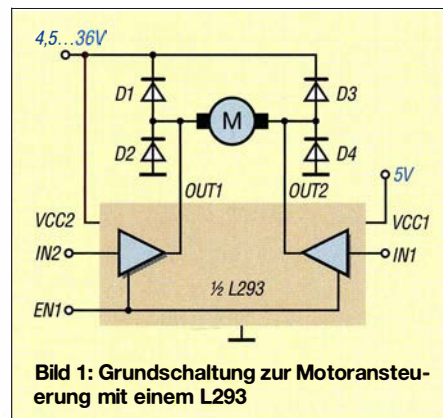 4,5…36V
D1
D3
M
D2
D4
5V
OUT1
OUT2
VCC2
VCC1
IN2
IN1
½ L293
EN1
Bild 1: Grundschaltung zur Motoransteu-
erung mit einem L293